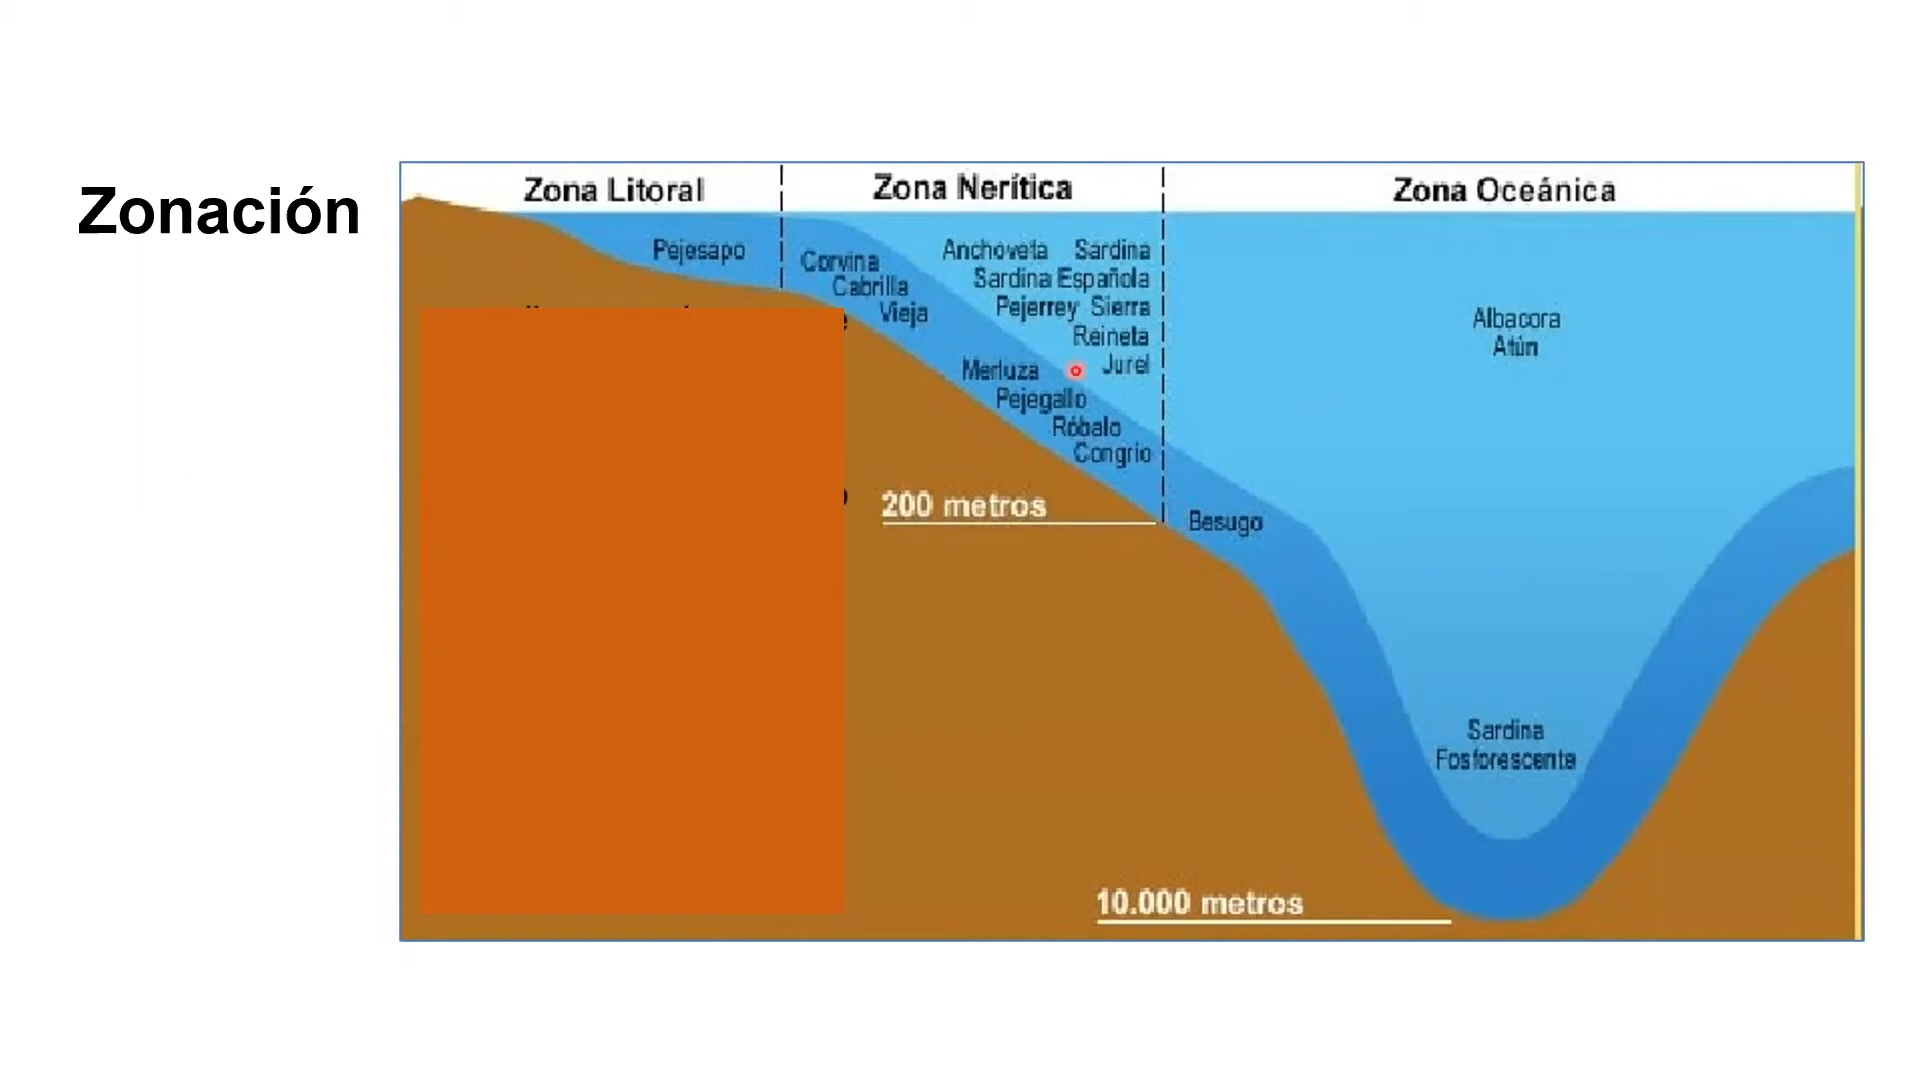 Zonación
Zona Litoral
Zona Nerítica
Zona Oceánica
Pejesapo
Corvina
Cabrilla
Vieja
Anchoveta Sardina
Sardina Española
Pejerrey Sierra
Reineta
Jurel
Merluza
Pejegallo
Róbalo
Congrio
200 metros
Besugo
Albacora
Atún
Sardina
Fosforescente
10.000 metros